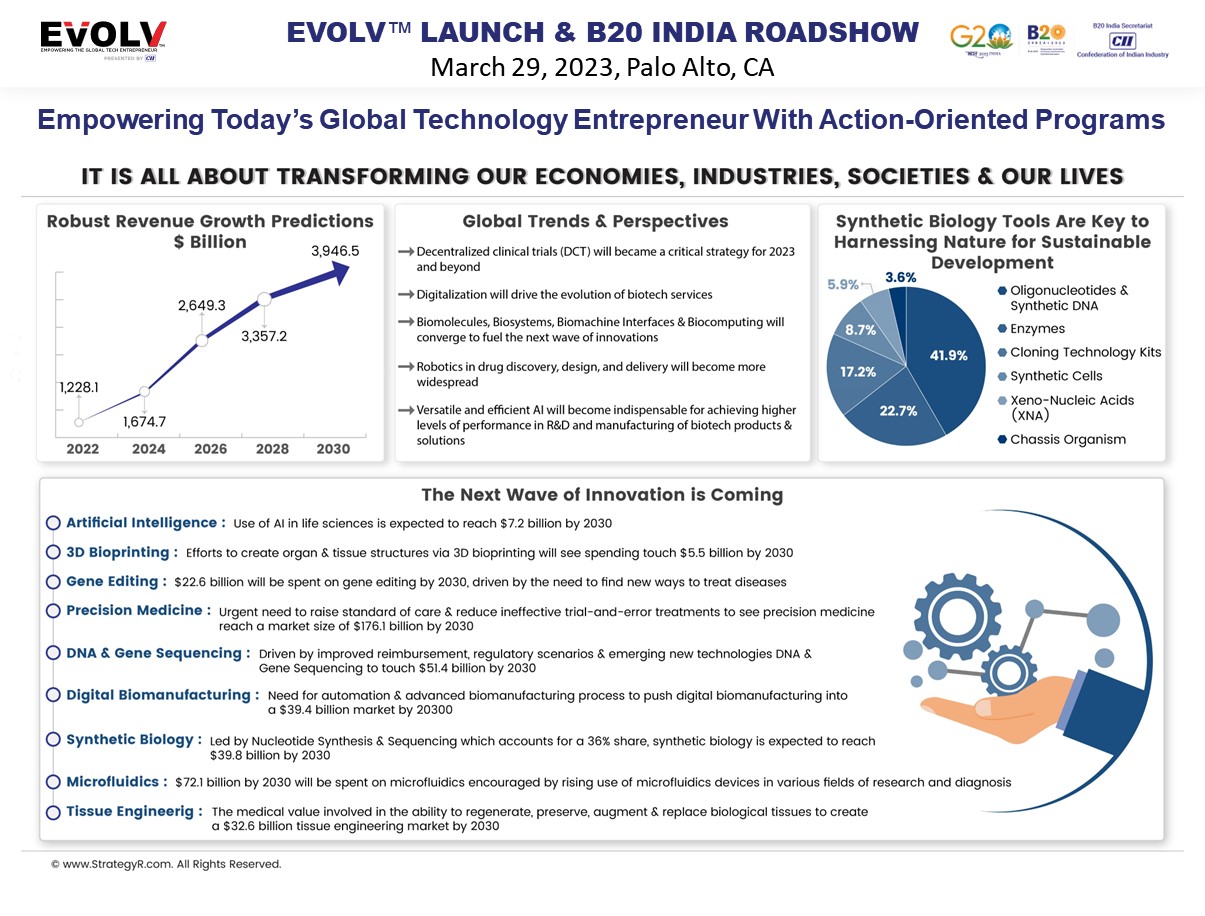 EVOLV™
EMPOWERING THE GLOBAL TECH ENTREPRENEUR
PRESENTED BY CII
EVOLV™ LAUNCH & B20 INDIA ROADSHOW
March 29, 2023, Palo Alto, CA
G20
B20
B20 India Secretariat
CII
Confederation of Indian Industry
Empowering Today's Global Technology Entrepreneur With Action-Oriented Programs
IT IS ALL ABOUT TRANSFORMING OUR ECONOMIES, INDUSTRIES, SOCIETIES & OUR LIVES
Robust Revenue Growth Predictions
$ Billion
3,946.5
2,649.3
3,357.2
1,228.1
1,674.7
2022 2024 2026 2028 2030
Global Trends & Perspectives
Decentralized clinical trials (DCT) will became a critical strategy for 2023
and beyond
Digitalization will drive the evolution of biotech services
Biomolecules, Biosystems, Biomachine Interfaces & Biocomputing will
converge to fuel the next wave of innovations
Robotics in drug discovery, design, and delivery will become more
widespread
Versatile and efficient AI will become indispensable for achieving higher
levels of performance in R&D and manufacturing of biotech products &
solutions
Synthetic Biology Tools Are Key to
Harnessing Nature for Sustainable
Development
3.6%
5.9%
8.7%
41.9%
17.2%
22.7%
Oligonucleotides &
Synthetic DNA
Enzymes
Cloning Technology Kits
Synthetic Cells
Xeno-Nucleic Acids
(XNA)
Chassis Organism
The Next Wave of Innovation is Coming
Artificial Intelligence : Use of AI in life sciences is expected to reach $7.2 billion by 2030
3D Bioprinting : Efforts to create organ & tissue structures via 3D bioprinting will see spending touch $5.5 billion by 2030
Gene Editing : $22.6 billion will be spent on gene editing by 2030, driven by the need to find new ways to treat diseases
Precision Medicine : Urgent need to raise standard of care & reduce ineffective trial-and-error treatments to see precision medicine
reach a market size of $176.1 billion by 2030
DNA & Gene Sequencing : Driven by improved reimbursement, regulatory scenarios & emerging new technologies DNA &
Gene Sequencing to touch $51.4 billion by 2030
Digital Biomanufacturing : Need for automation & advanced biomanufacturing process to push digital biomanufacturing into
a $39.4 billion market by 20300
Synthetic Biology : Led by Nucleotide Synthesis & Sequencing which accounts for a 36% share, synthetic biology is expected to reach
$39.8 billion by 2030
Microfluidics : $72.1 billion by 2030 will be spent on microfluidics encouraged by rising use of microfluidics devices in various fields of research and diagnosis
Tissue Engineerig : The medical value involved in the ability to regenerate, preserve, augment & replace biological tissues to create
a $32.6 billion tissue engineering market by 2030
© www.StrategyR.com. All Rights Reserved.